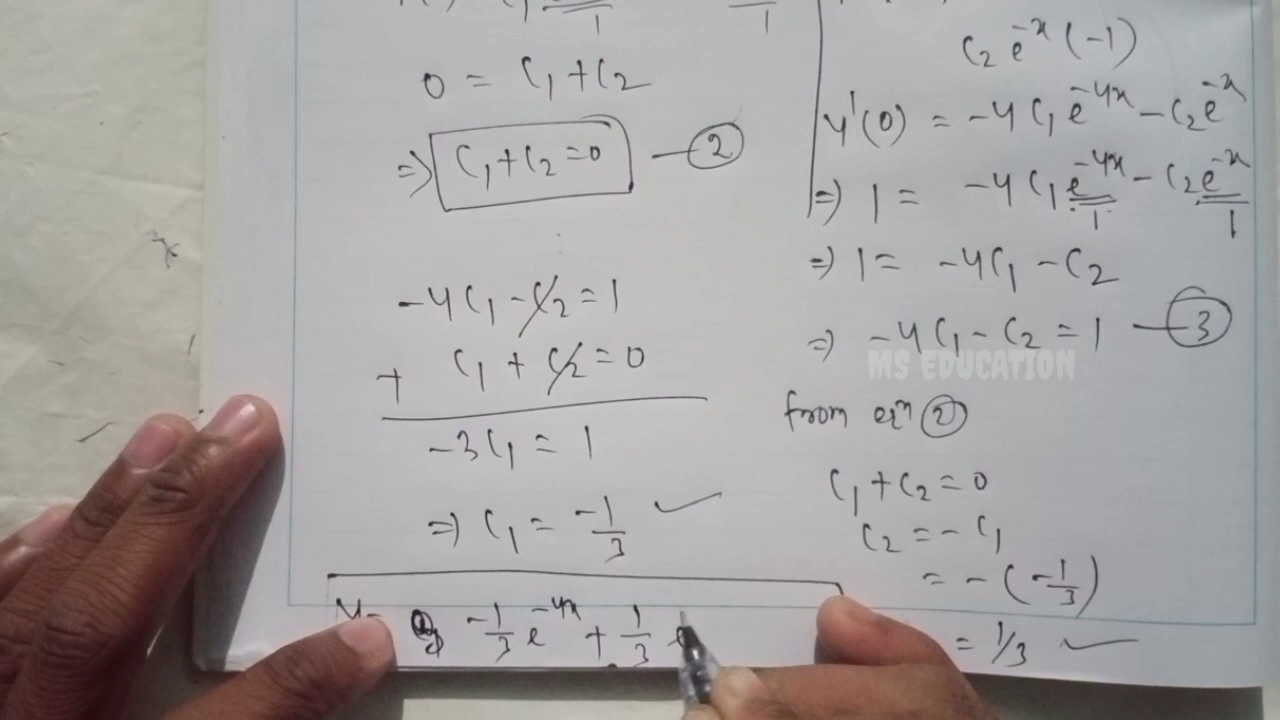 0 = C₁ + C₂
=> C₁ + C₂ = 0 — ②
-4C₁ - C₂ = 1
+ C₁ + C₂ = 0
-3C₁ = 1
=> C₁ = -1/3 ✓
y = -1/3 e^-4x + 1/3 e
C₂ e^-x (-1)
y'(0) = -4C₁ e^-4x - C₂ e^-x
=> 1 = -4C₁ e^-4x - C₂ e^-x
1 1
=> 1 = -4C₁ - C₂
=> -4C₁ - C₂ = 1 — ③
MS EDUCATION
from eqⁿ ②
C₁ + C₂ = 0
C₂ = -C₁
= -(-1/3)
= 1/3 ✓